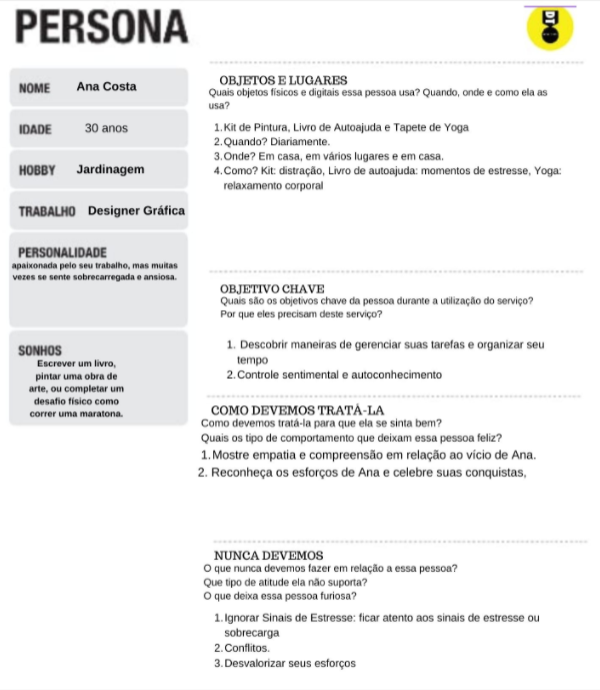 PERSONA
DT
NOME Ana Costa
IDADE 30 anos
HOBBY Jardinagem
TRABALHO Designer Gráfica
PERSONALIDADE
apaixonada pelo seu trabalho, mas muitas
vezes se sente sobrecarregada e ansiosa.
SONHOS
Escrever um livro,
pintar uma obra de
arte, ou completar um
desafio físico como
correr uma maratona.
OBJETOS E LUGARES
Quais objetos físicos e digitais essa pessoa usa? Quando, onde e como ela as
usa?
1. Kit de Pintura, Livro de Autoajuda e Tapete de Yoga
2. Quando? Diariamente.
3. Onde? Em casa, em vários lugares e em casa.
4. Como? Kit: distração, Livro de autoajuda: momentos de estresse, Yoga:
relaxamento corporal
OBJETIVO CHAVE
Quais são os objetivos chave da pessoa durante a utilização do serviço?
Por que eles precisam deste serviço?
1. Descobrir maneiras de gerenciar suas tarefas e organizar seu
tempo
2. Controle sentimental e autoconhecimento
COMO DEVEMOS TRATÁ-LA
Como devemos tratá-la para que ela se sinta bem?
Quais os tipo de comportamento que deixam essa pessoa feliz?
1. Mostre empatia e compreensão em relação ao vício de Ana.
2. Reconheça os esforços de Ana e celebre suas conquistas,
NUNCA DEVEMOS
O que nunca devemos fazer em relação a essa pessoa?
Que tipo de atitude ela não suporta?
O que deixa essa pessoa furiosa?
1. Ignorar Sinais de Estresse: ficar atento aos sinais de estresse ou
sobrecarga
2. Conflitos.
3. Desvalorizar seus esforços